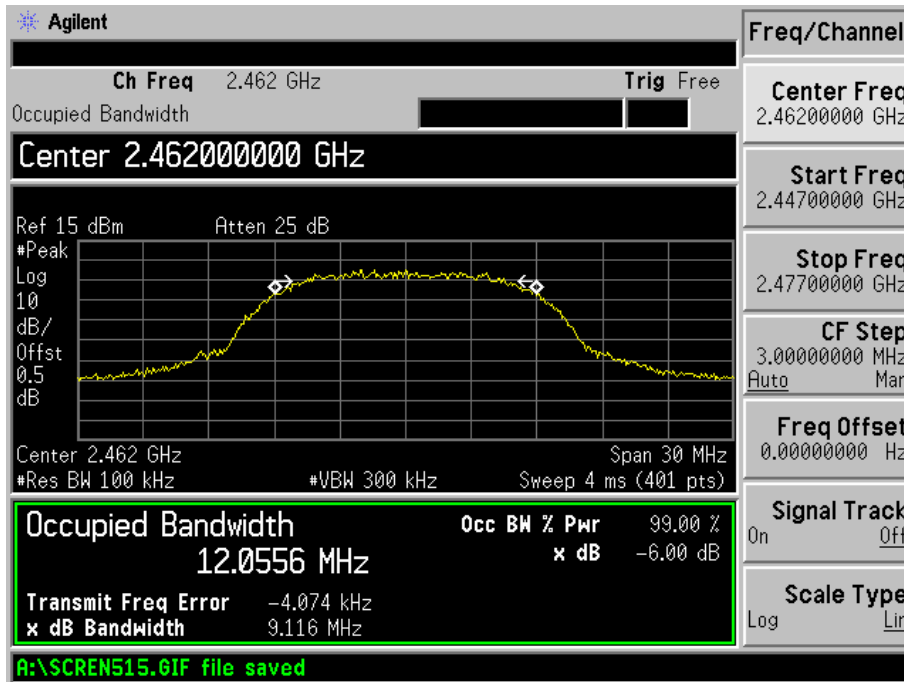 Agilent
Freq/Channel
Ch Freq 2.462 GHz Trig Free
Occupied Bandwidth
Center 2.462000000 GHz
Ref 15 dBm Atten 25 dB
#Peak
Log
10
dB/
Offst
0.5
dB
Center 2.462 GHz Span 30 MHz
#Res BW 100 kHz #VBW 300 kHz Sweep 4 ms (401 pts)
Occupied Bandwidth Occ BW % Pwr 99.00 %
12.0556 MHz x dB -6.00 dB
Transmit Freq Error -4.074 kHz
x dB Bandwidth 9.116 MHz
A:\SCREN515.GIF file saved
Center Freq
2.46200000 GHz
Start Freq
2.44700000 GHz
Stop Freq
2.47700000 GHz
CF Step
3.00000000 MHz
Auto Man
Freq Offset
0.00000000 Hz
Signal Track
On Off
Scale Type
Log Lin